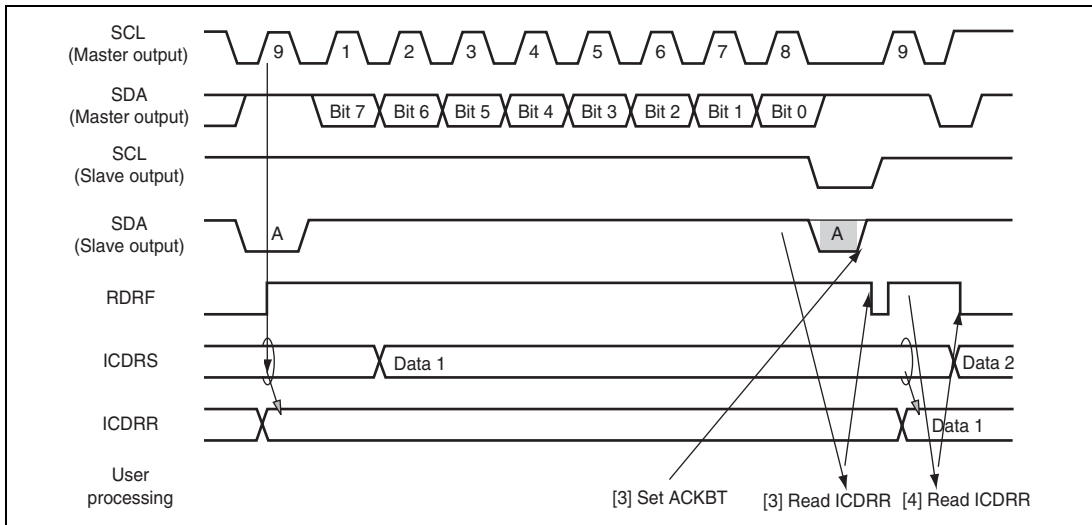 SCL
(Master output)
9 1 2 3 4 5 6 7 8 9
SDA
(Master output)
Bit 7 Bit 6 Bit 5 Bit 4 Bit 3 Bit 2 Bit 1 Bit 0
SCL
(Slave output)
SDA
(Slave output)
A A
RDRF
ICDRS
Data 1 Data 2
ICDRR
Data 1
User
processing
[3] Set ACKBT [3] Read ICDRR [4] Read ICDRR